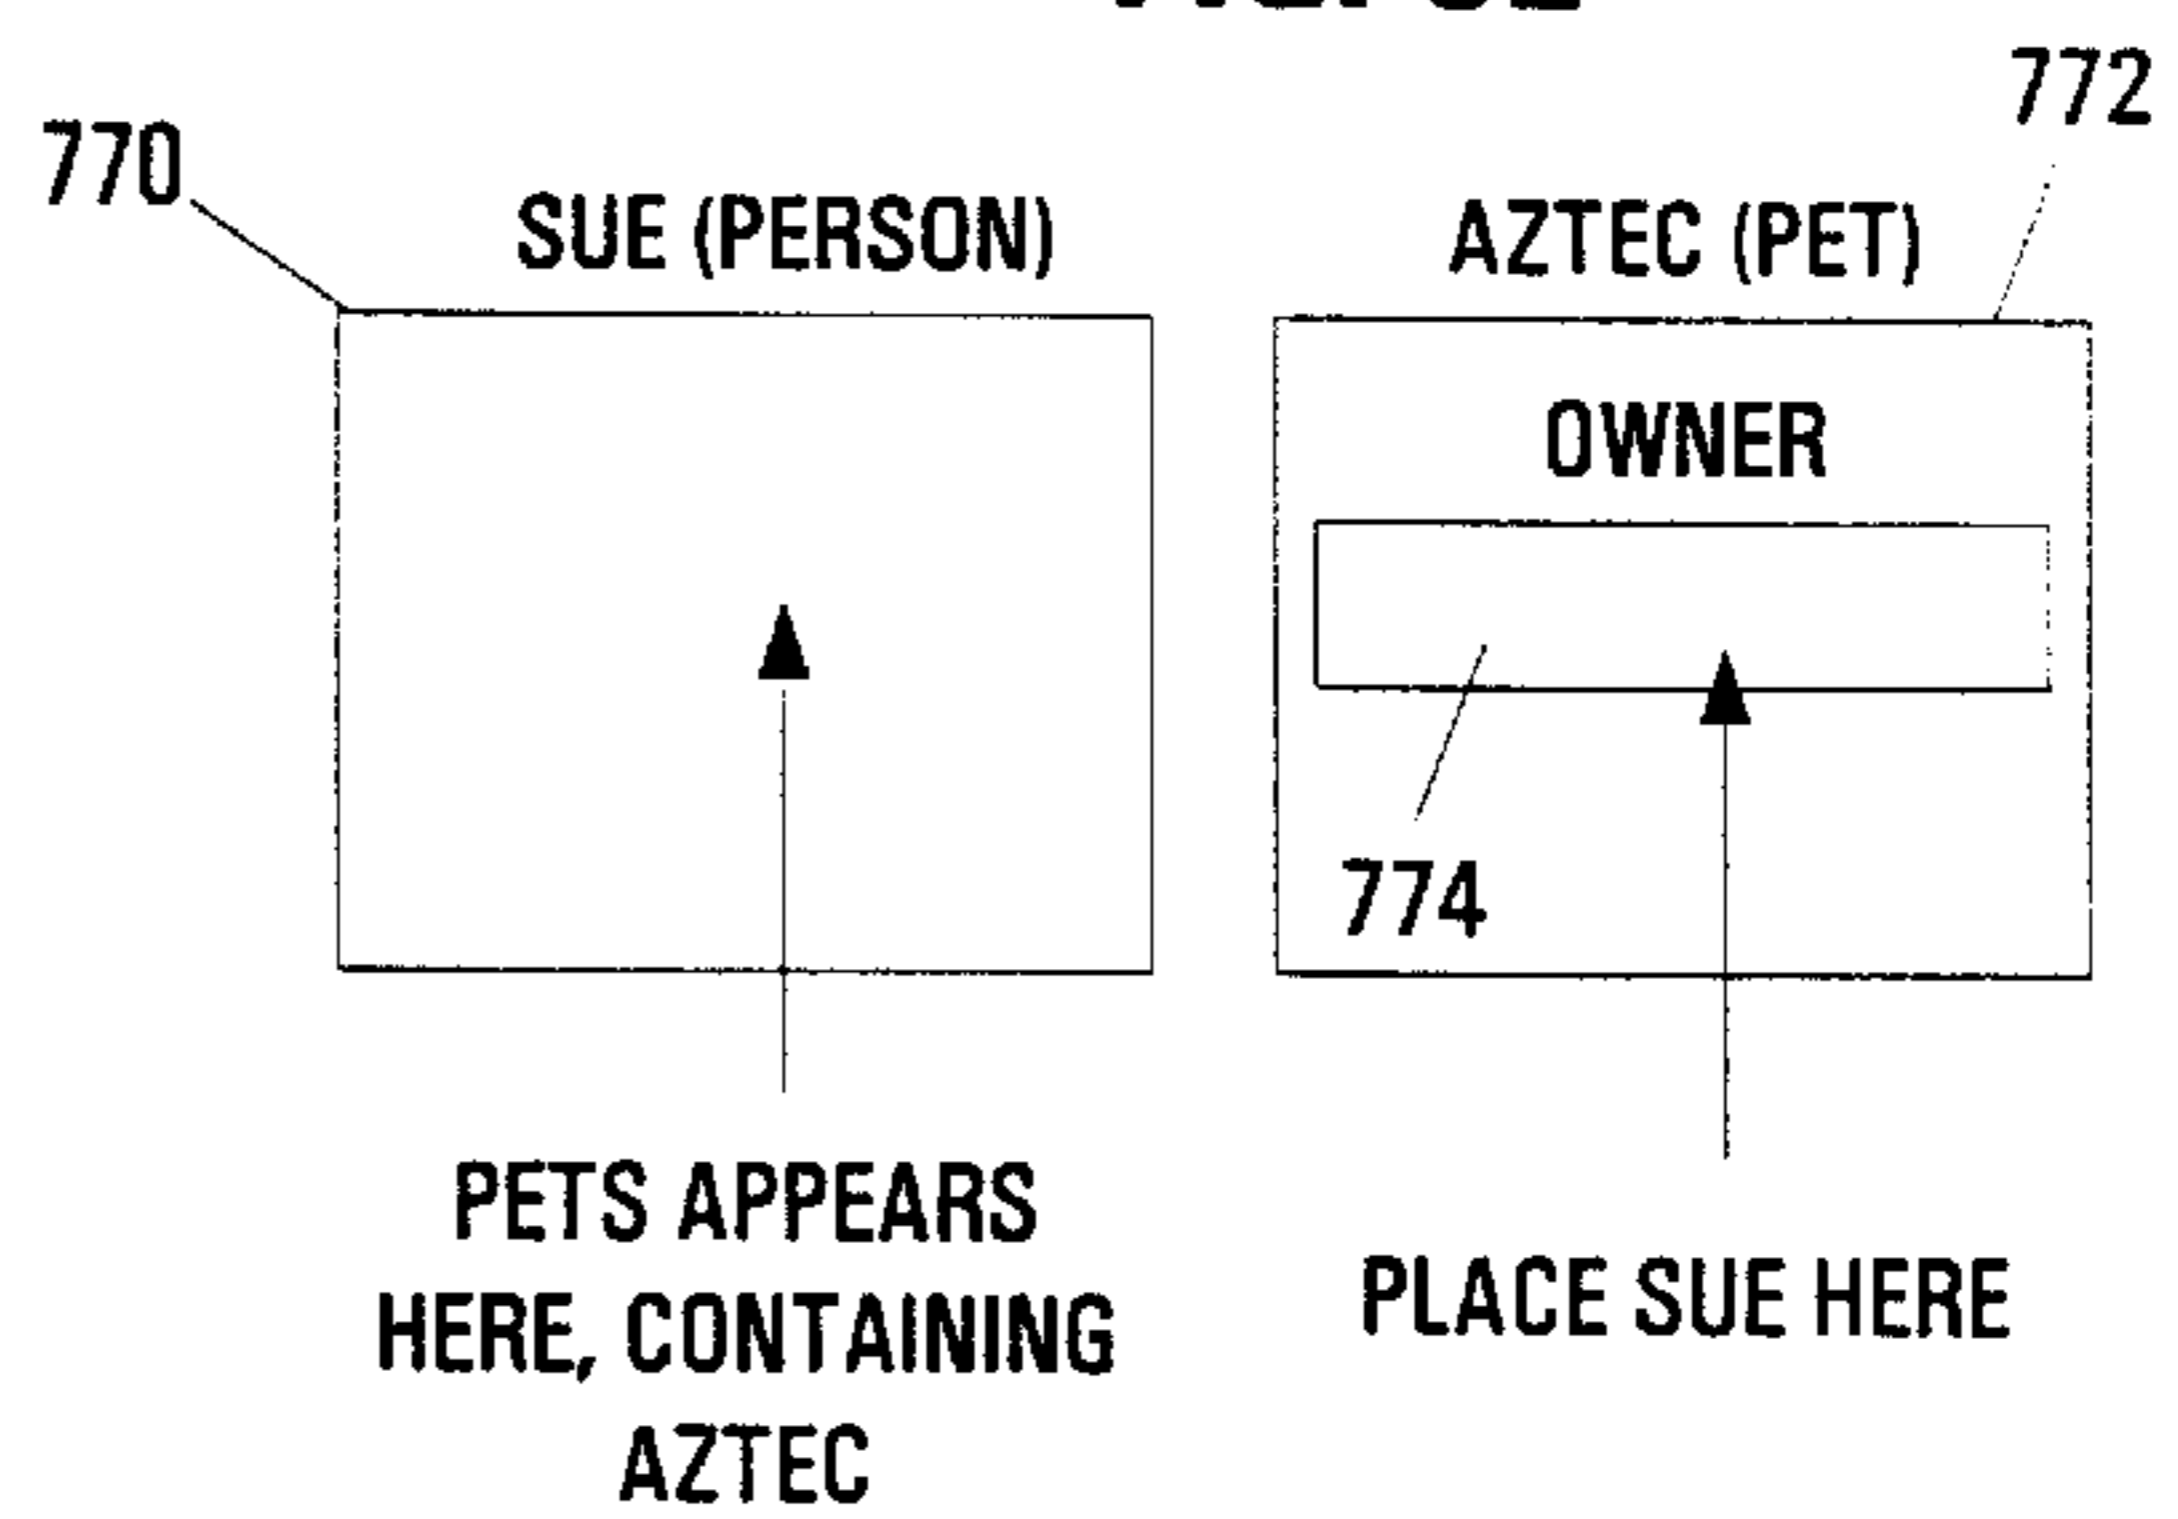 772
770
SUE (PERSON)
AZTEC (PET)
OWNER
774
PETS APPEARS
HERE, CONTAINING
AZTEC
PLACE SUE HERE